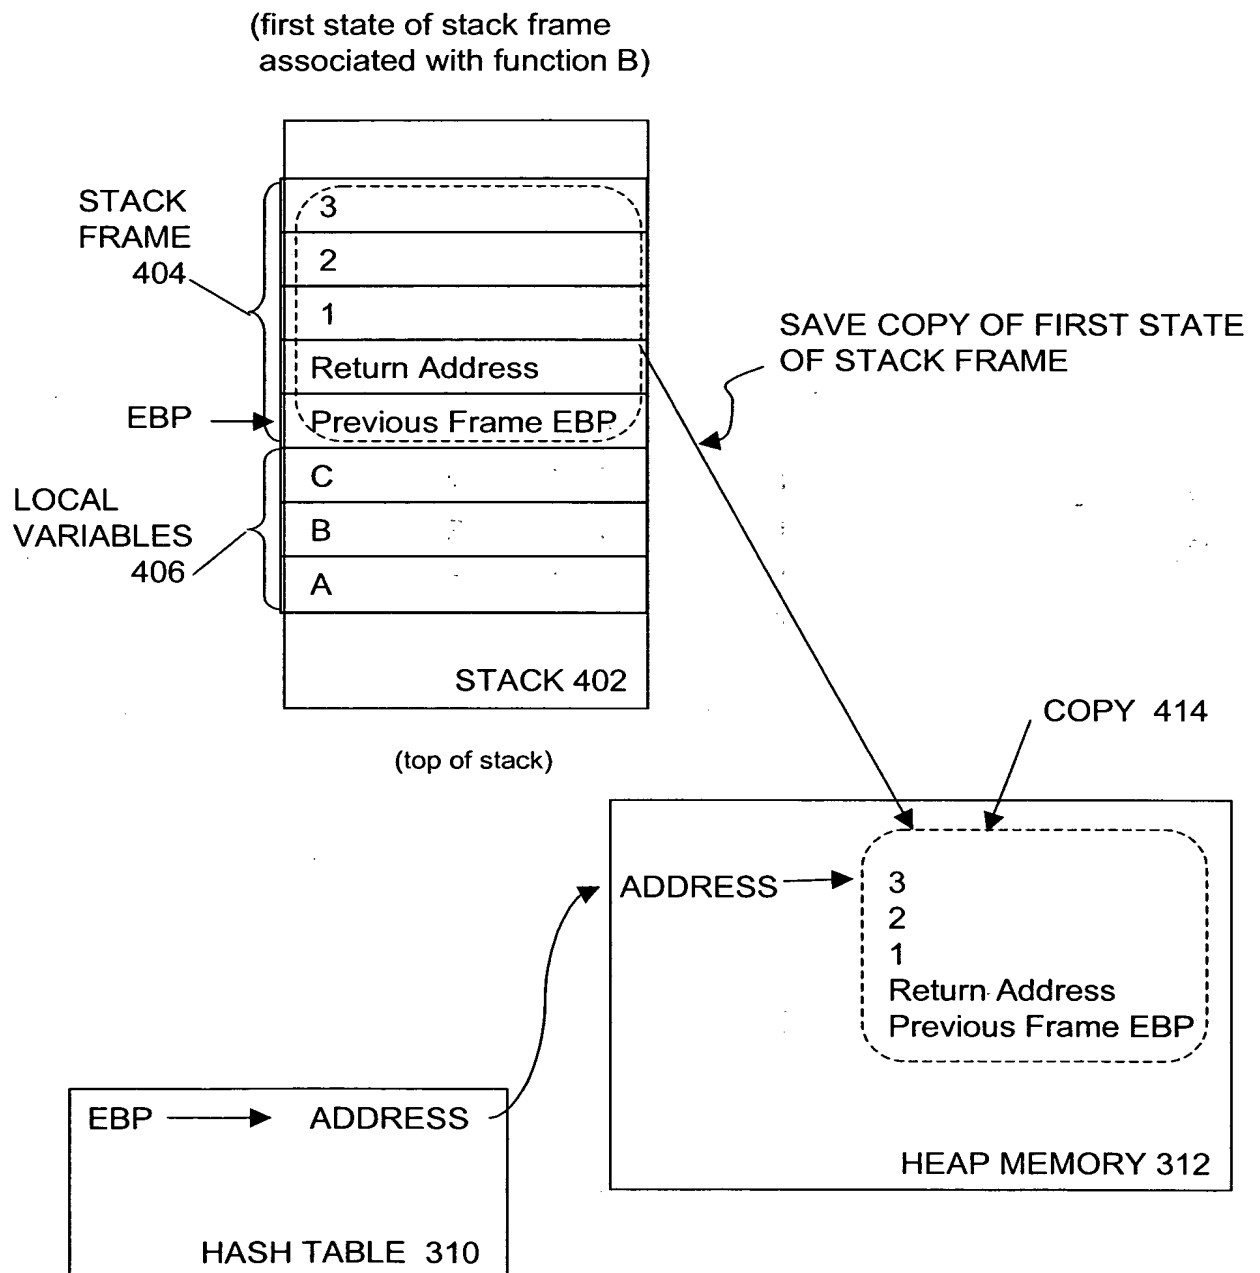 (first state of stack frame
associated with function B)
STACK
FRAME
404
3
2
1
Return Address
EBP
Previous Frame EBP
SAVE COPY OF FIRST STATE
OF STACK FRAME
LOCAL
VARIABLES
406
C
B
A
STACK 402
(top of stack)
COPY 414
ADDRESS
3
2
1
Return Address
Previous Frame EBP
HEAP MEMORY 312
EBP
ADDRESS
HASH TABLE 310